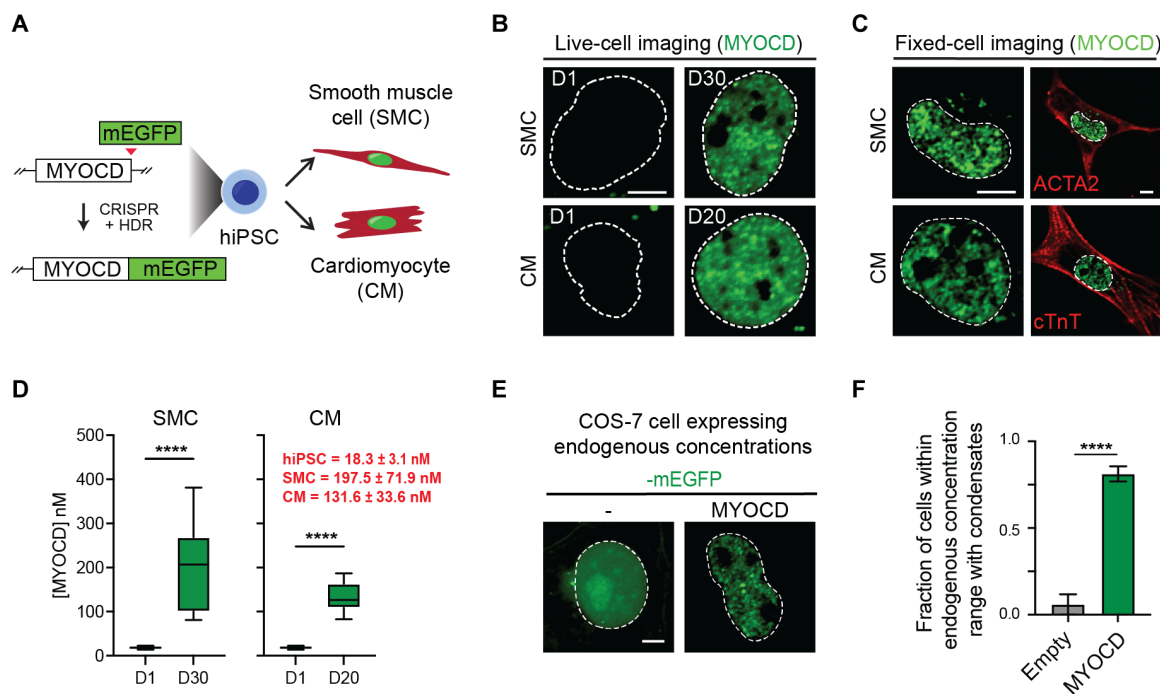 A
mEGFP
MYOCD
CRISPR
+ HDR
MYOCD mEGFP
hiPSC
Smooth muscle
cell (SMC)
Cardiomyocyte
(CM)
B
Live-cell imaging (MYOCD)
D1
D30
SMC
D1
D20
CM
C
Fixed-cell imaging (MYOCD)
SMC
ACTA2
CM
cTnT
D
SMC
CM
[MYOCD] nM
500
400
300
200
100
0
****
D1 D30
hiPSC = 18.3 ± 3.1 nM
SMC = 197.5 ± 71.9 nM
CM = 131.6 ± 33.6 nM
****
D1 D20
E
COS-7 cell expressing
endogenous concentrations
-mEGFP
- MYOCD
F
Fraction of cells within
endogenous concentration
range with condensates
1.0
0.5
0.0
****
Empty
MYOCD